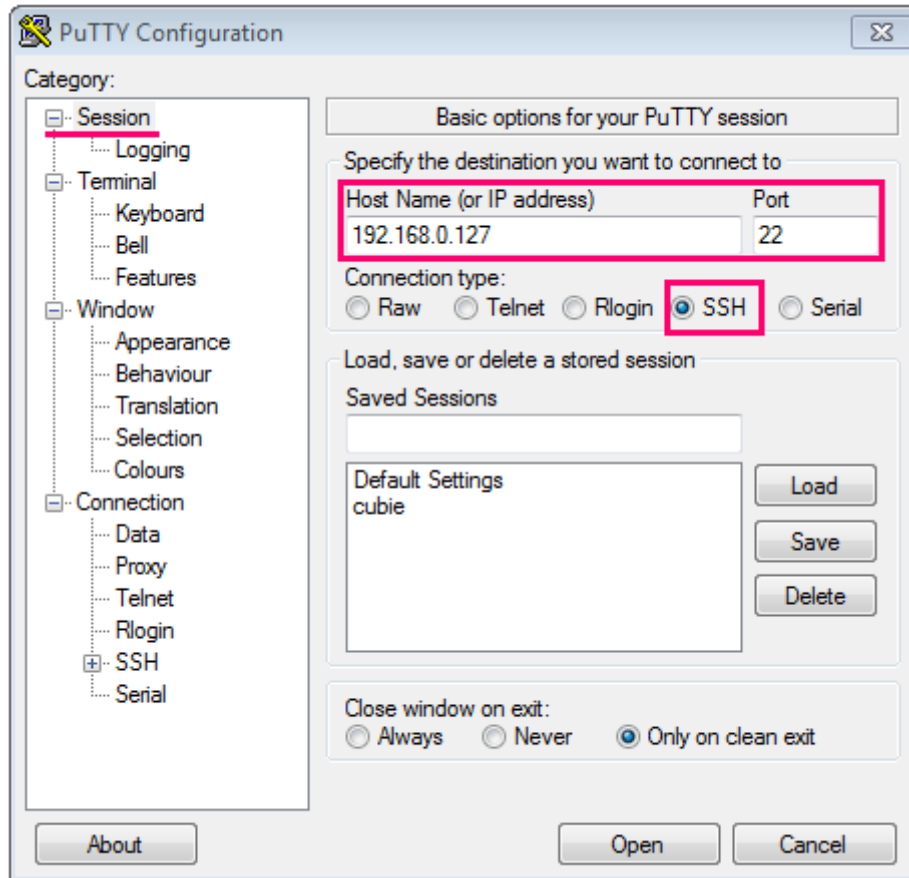 PuTTY Configuration
Category:
Session
Logging
Terminal
Keyboard
Bell
Features
Window
Appearance
Behaviour
Translation
Selection
Colours
Connection
Data
Proxy
Telnet
Rlogin
SSH
Serial
Basic options for your PuTTY session
Specify the destination you want to connect to
Host Name (or IP address) Port
192.168.0.127 22
Connection type:
Raw Telnet Rlogin SSH Serial
Load, save or delete a stored session
Saved Sessions
Default Settings
cubie
Load
Save
Delete
Close window on exit:
Always Never Only on clean exit
About Open Cancel